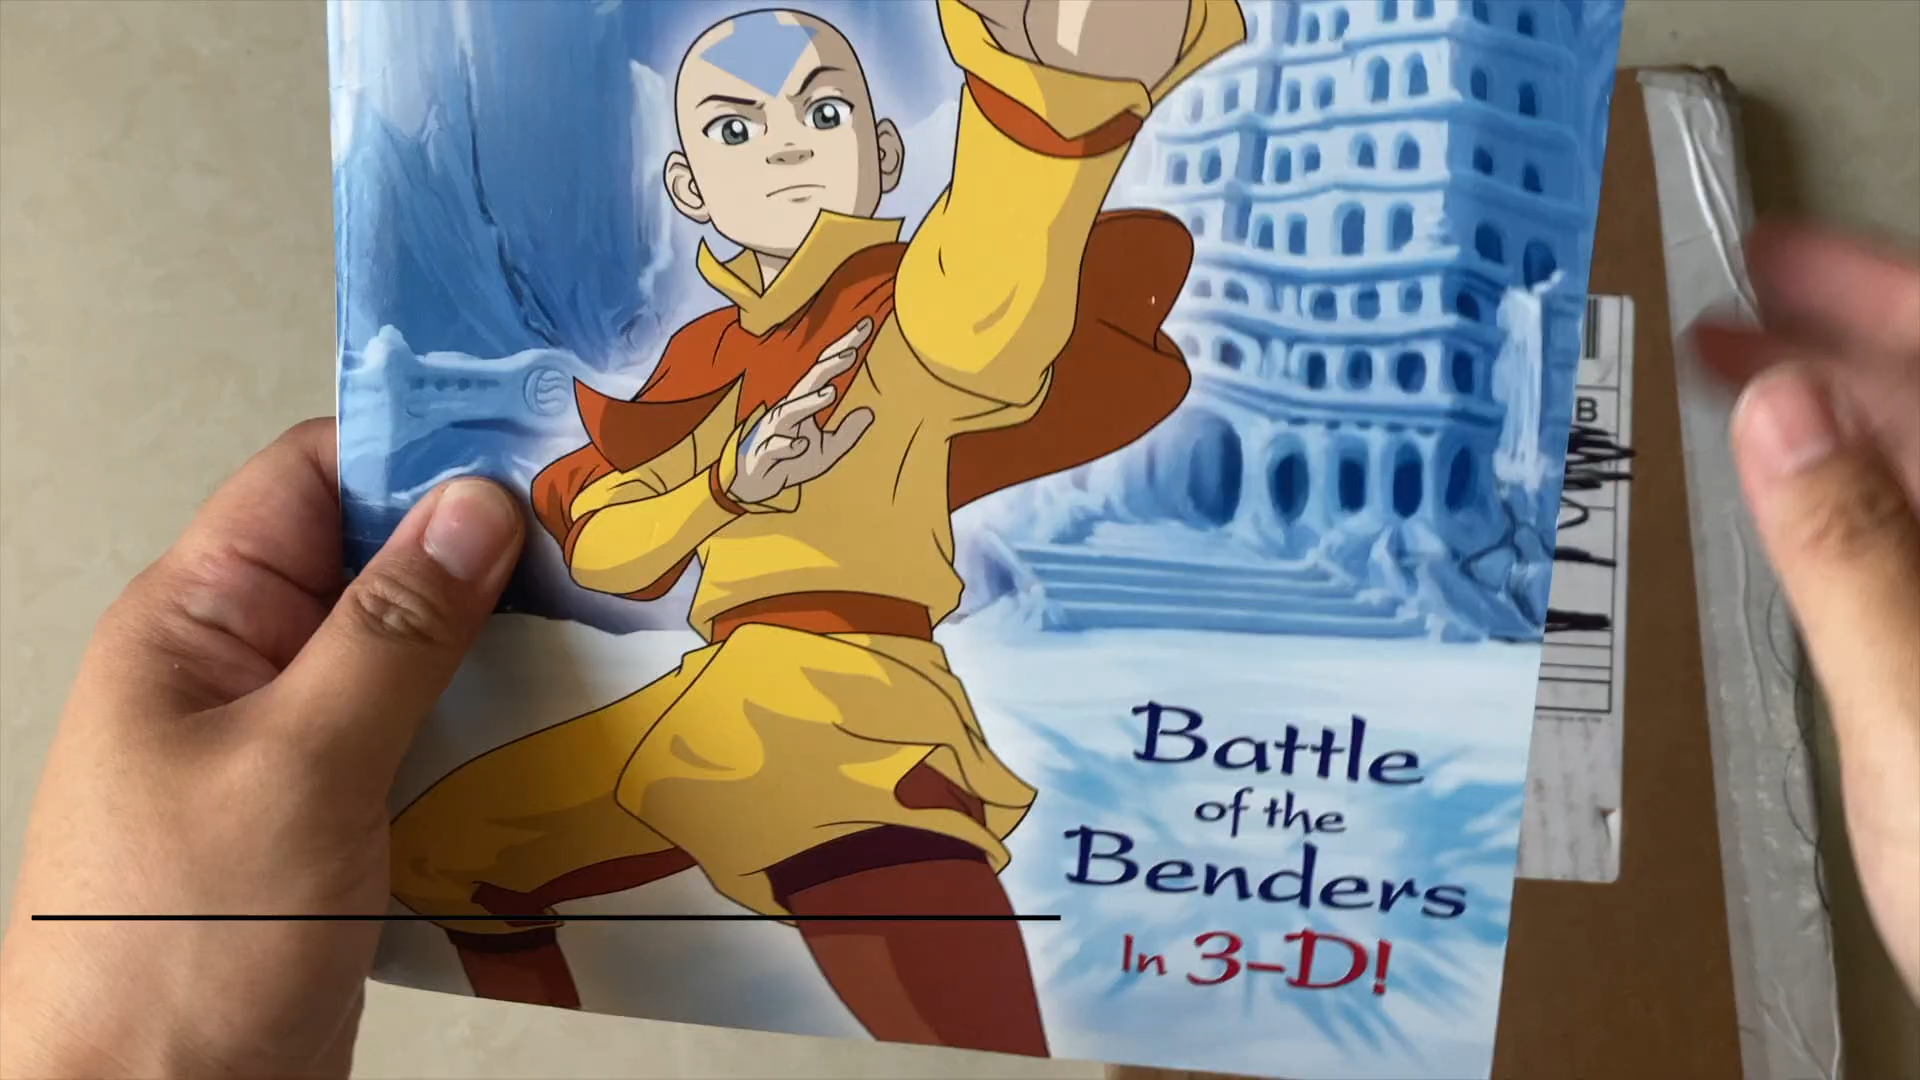 B
Battle
of the
Benders
In 3-D!